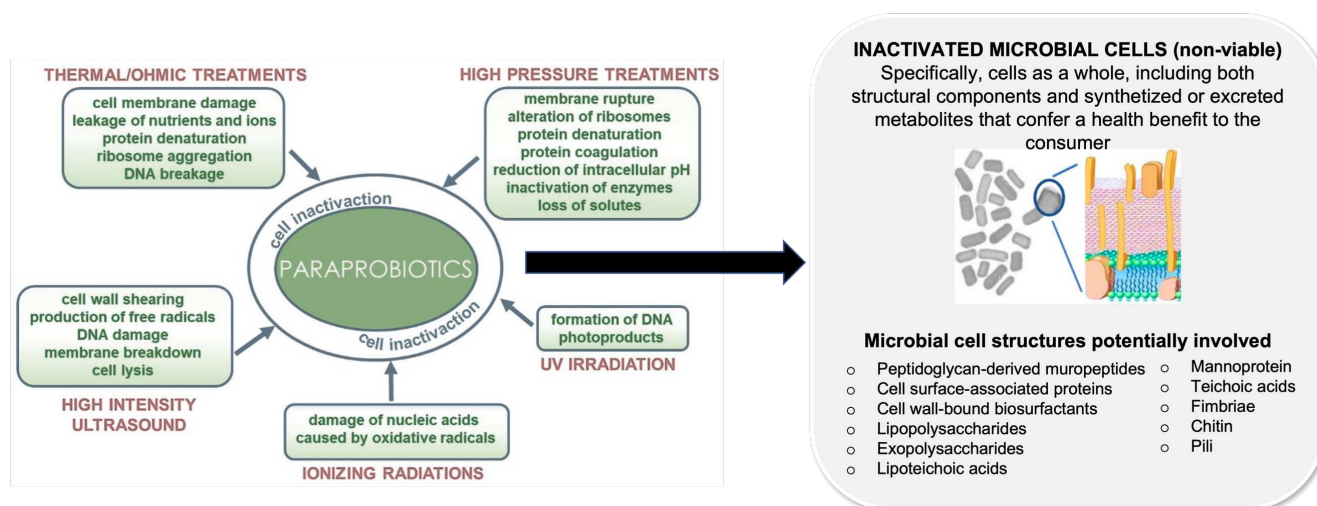 THERMAL/OHMIC TREATMENTS
cell membrane damage
leakage of nutrients and ions
protein denaturation
ribosome aggregation
DNA breakage
HIGH PRESSURE TREATMENTS
membrane rupture
alteration of ribosomes
protein denaturation
protein coagulation
reduction of intracellular pH
inactivation of enzymes
loss of solutes
cell inactivaction
PARAPROBIOTICS
cell inactivaction
cell wall shearing
production of free radicals
DNA damage
membrane breakdown
cell lysis
HIGH INTENSITY
ULTRASOUND
formation of DNA
photoproducts
UV IRRADIATION
damage of nucleic acids
caused by oxidative radicals
IONIZING RADIATIONS
INACTIVATED MICROBIAL CELLS (non-viable)
Specifically, cells as a whole, including both
structural components and synthetized or excreted
metabolites that confer a health benefit to the
consumer
Microbial cell structures potentially involved
o Peptidoglycan-derived muropeptides
o Cell surface-associated proteins
o Cell wall-bound biosurfactants
o Lipopolysaccharides
o Exopolysaccharides
o Lipoteichoic acids
o Mannoprotein
o Teichoic acids
o Fimbriae
o Chitin
o Pili